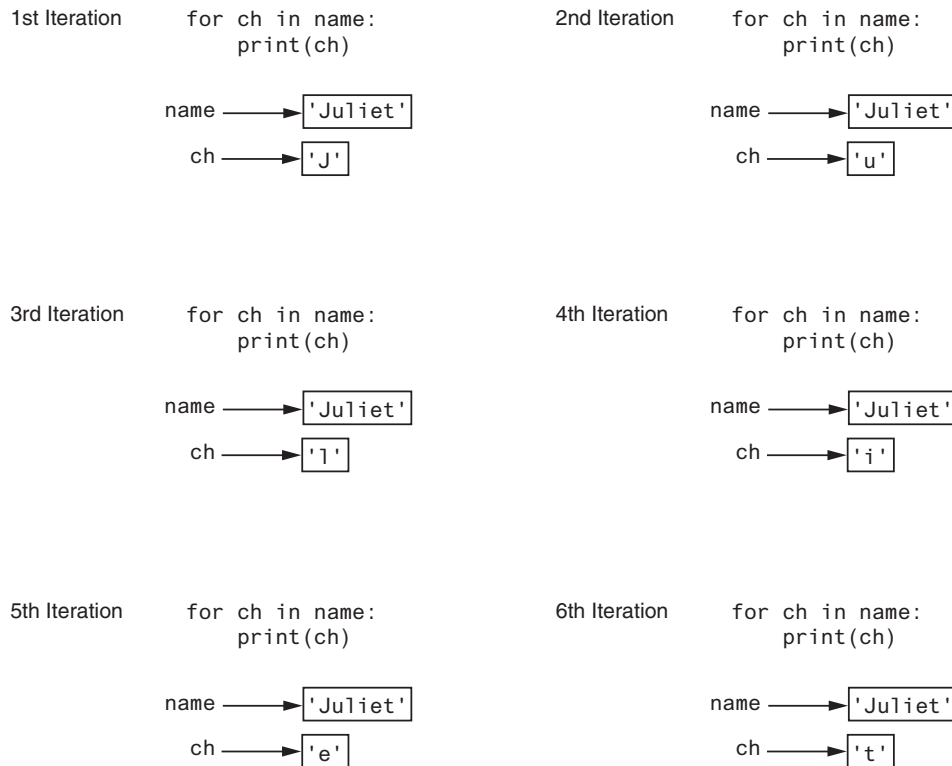 1st Iteration
for ch in name:
    print(ch)
name 'Juliet'
ch 'J'
2nd Iteration
for ch in name:
    print(ch)
name 'Juliet'
ch 'u'
3rd Iteration
for ch in name:
    print(ch)
name 'Juliet'
ch 'l'
4th Iteration
for ch in name:
    print(ch)
name 'Juliet'
ch 'i'
5th Iteration
for ch in name:
    print(ch)
name 'Juliet'
ch 'e'
6th Iteration
for ch in name:
    print(ch)
name 'Juliet'
ch 't'